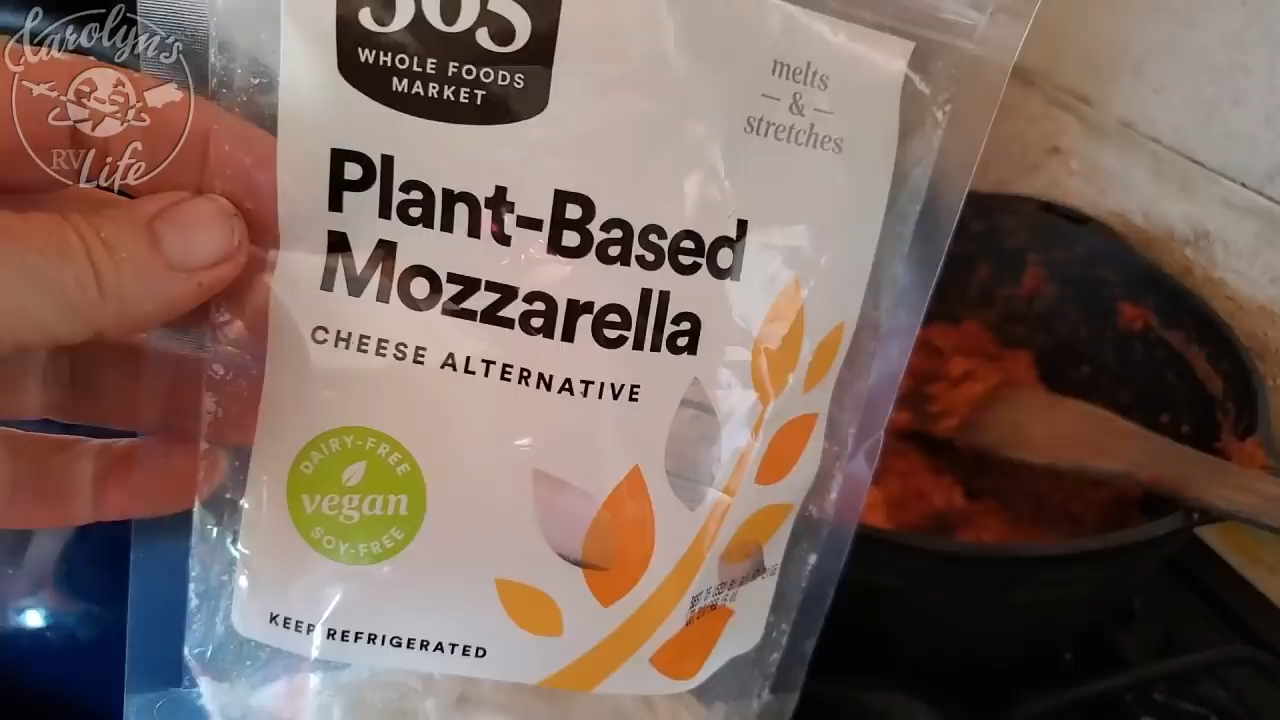 Karolyn's
RV
Life
365
WHOLE FOODS
MARKET
melts
&
stretches
Plant-Based
Mozzarella
CHEESE ALTERNATIVE
DAIRY-FREE
vegan
SOY-FREE
KEEP REFRIGERATED